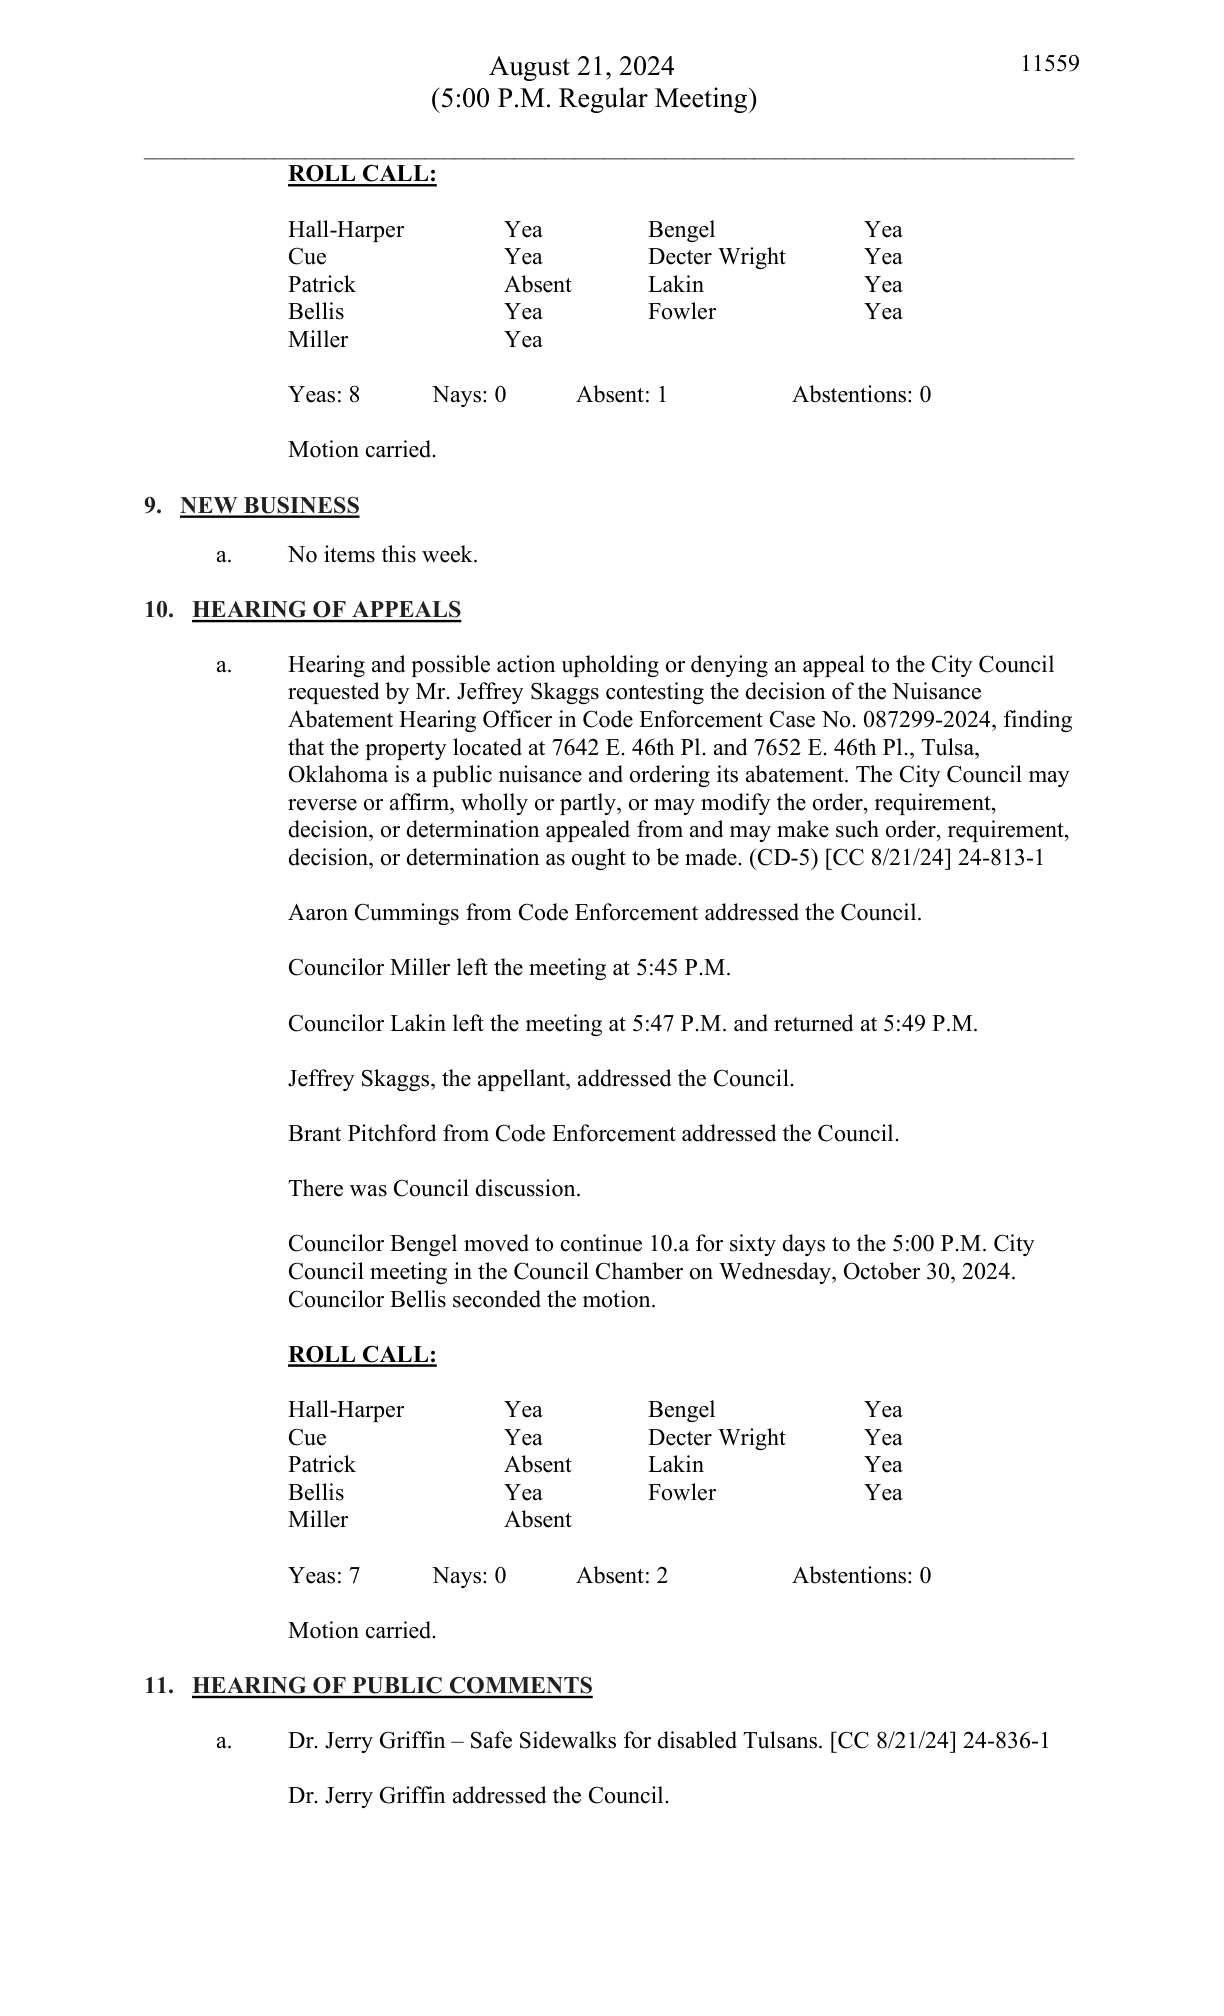 August 21, 2024
11559
(5:00 P.M. Regular Meeting)
ROLL CALL:
Hall-Harper Yea Bengel Yea
Cue Yea Decter Wright Yea
Patrick Absent Lakin Yea
Bellis Yea Fowler Yea
Miller Yea
Yeas: 8 Nays: 0 Absent: 1 Abstentions: 0
Motion carried.
9. NEW BUSINESS
a. No items this week.
10. HEARING OF APPEALS
a. Hearing and possible action upholding or denying an appeal to the City Council
requested by Mr. Jeffrey Skaggs contesting the decision of the Nuisance
Abatement Hearing Officer in Code Enforcement Case No. 087299-2024, finding
that the property located at 7642 E. 46th Pl. and 7652 E. 46th Pl., Tulsa,
Oklahoma is a public nuisance and ordering its abatement. The City Council may
reverse or affirm, wholly or partly, or may modify the order, requirement,
decision, or determination appealed from and may make such order, requirement,
decision, or determination as ought to be made. (CD-5) [CC 8/21/24] 24-813-1
Aaron Cummings from Code Enforcement addressed the Council.
Councilor Miller left the meeting at 5:45 P.M.
Councilor Lakin left the meeting at 5:47 P.M. and returned at 5:49 P.M.
Jeffrey Skaggs, the appellant, addressed the Council.
Brant Pitchford from Code Enforcement addressed the Council.
There was Council discussion.
Councilor Bengel moved to continue 10.a for sixty days to the 5:00 P.M. City
Council meeting in the Council Chamber on Wednesday, October 30, 2024.
Councilor Bellis seconded the motion.
ROLL CALL:
Hall-Harper Yea Bengel Yea
Cue Yea Decter Wright Yea
Patrick Absent Lakin Yea
Bellis Yea Fowler Yea
Miller Absent
Yeas: 7 Nays: 0 Absent: 2 Abstentions: 0
Motion carried.
11. HEARING OF PUBLIC COMMENTS
a. Dr. Jerry Griffin – Safe Sidewalks for disabled Tulsans. [CC 8/21/24] 24-836-1
Dr. Jerry Griffin addressed the Council.